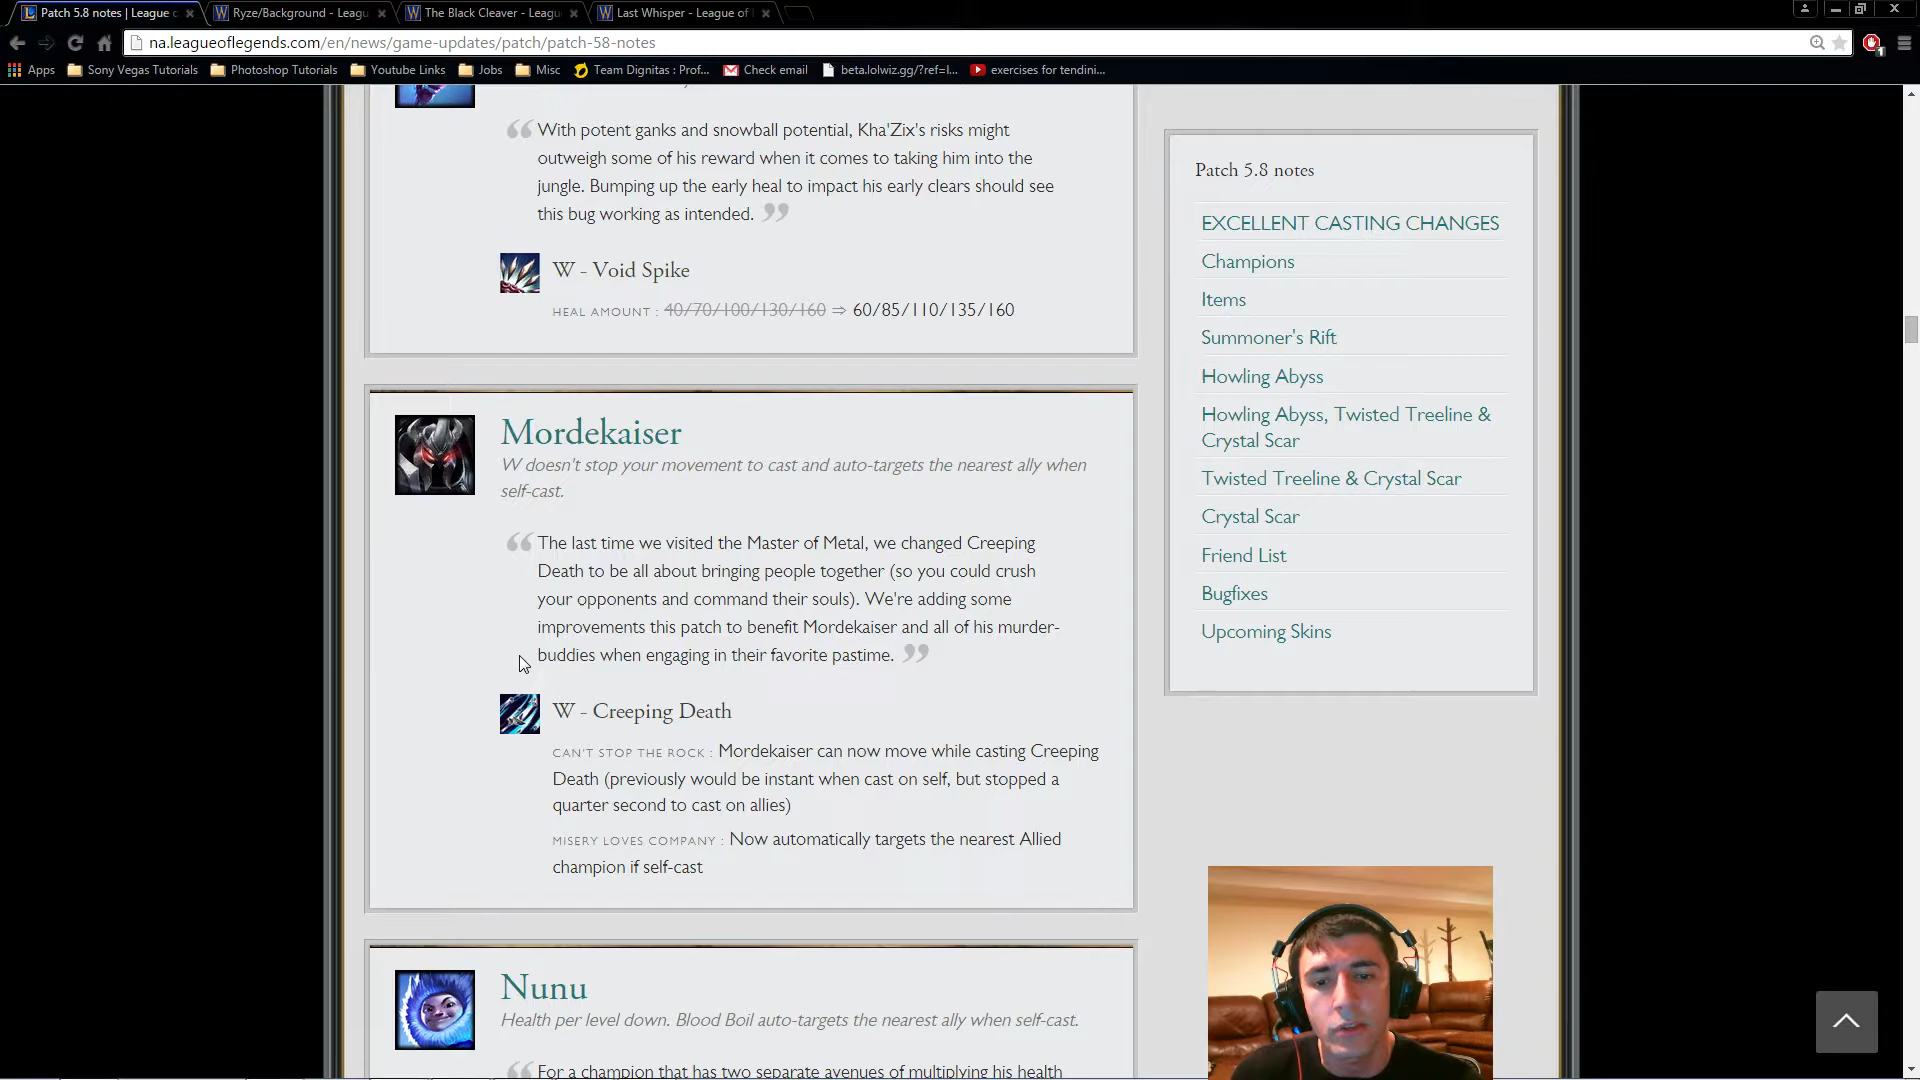 Patch 5.8 notes | League o
Ryze/Background - Leagu
The Black Cleaver - Leagu
Last Whisper - League of
na.leagueoflegends.com/en/news/game-updates/patch/patch-58-notes
1
Apps
Sony Vegas Tutorials
Photoshop Tutorials
Youtube Links
Jobs
Misc
Team Dignitas : Prof...
Check email
beta.lolwiz.gg/?ref=l...
exercises for tendini...
“ With potent ganks and snowball potential, Kha'Zix's risks might
outweigh some of his reward when it comes to taking him into the
jungle. Bumping up the early heal to impact his early clears should see
this bug working as intended. ”
W - Void Spike
HEAL AMOUNT : 40/70/100/130/160 ⇒ 60/85/110/135/160
Mordekaiser
W doesn't stop your movement to cast and auto-targets the nearest ally when
self-cast.
“ The last time we visited the Master of Metal, we changed Creeping
Death to be all about bringing people together (so you could crush
your opponents and command their souls). We're adding some
improvements this patch to benefit Mordekaiser and all of his murder-
buddies when engaging in their favorite pastime. ”
W - Creeping Death
CAN'T STOP THE ROCK : Mordekaiser can now move while casting Creeping
Death (previously would be instant when cast on self, but stopped a
quarter second to cast on allies)
MISERY LOVES COMPANY : Now automatically targets the nearest Allied
champion if self-cast
Nunu
Health per level down. Blood Boil auto-targets the nearest ally when self-cast.
“ For a champion that has two separate avenues of multiplying his health
Patch 5.8 notes
EXCELLENT CASTING CHANGES
Champions
Items
Summoner's Rift
Howling Abyss
Howling Abyss, Twisted Treeline &
Crystal Scar
Twisted Treeline & Crystal Scar
Crystal Scar
Friend List
Bugfixes
Upcoming Skins